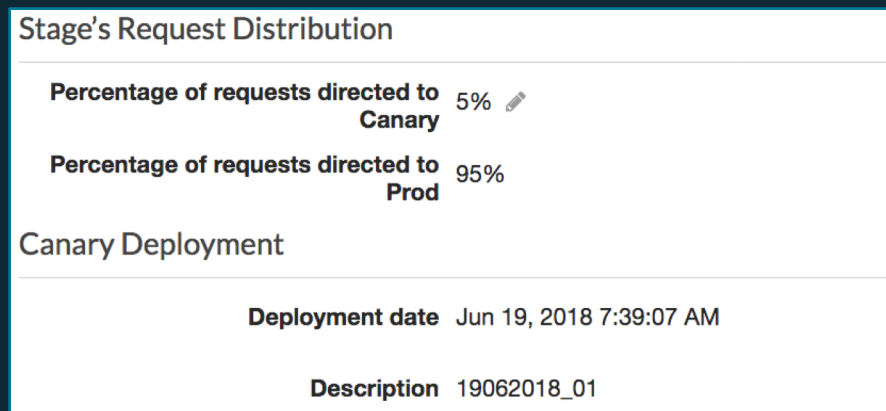 Stage’s Request Distribution
Percentage of requests directed to
Canary
5%
Percentage of requests directed to
Prod
95%
Canary Deployment
Deployment date Jun 19, 2018 7:39:07 AM
Description 19062018_01